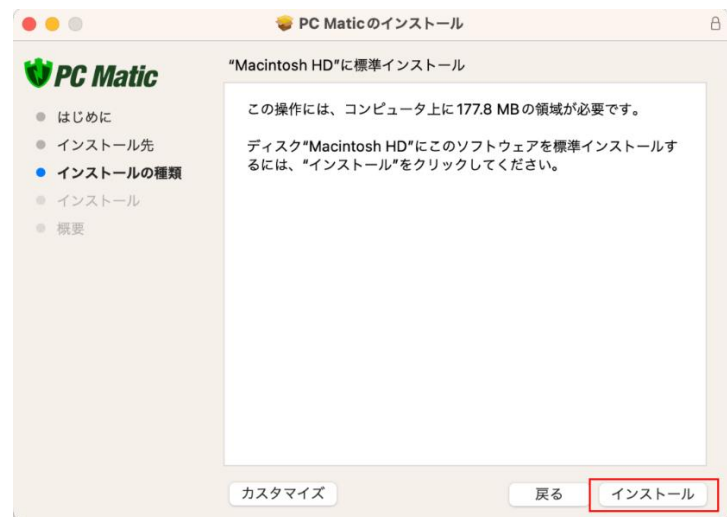 PC Maticのインストール
PC Matic
はじめに
インストール先
インストールの種類
インストール
概要
“Macintosh HD”に標準インストール
この操作には、コンピュータ上に177.8 MBの領域が必要です。
ディスク“Macintosh HD”にこのソフトウェアを標準インストールす
るには、“インストール”をクリックしてください。
カスタマイズ
戻る
インストール